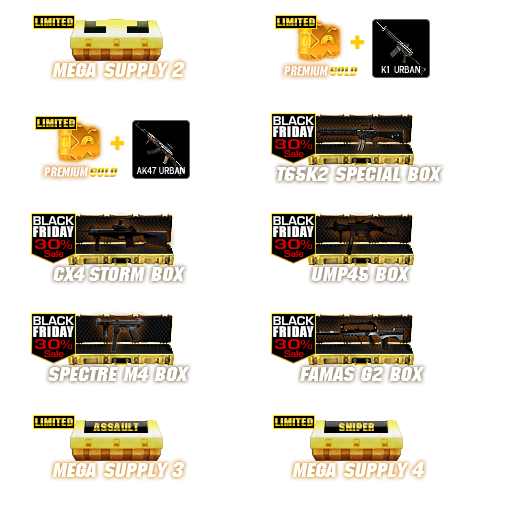 LIMITED
MEGA SUPPLY 2
LIMITED
PREMIUM GOLD
+
K1 URBAN
LIMITED
PREMIUM GOLD
+
AK47 URBAN
BLACK
FRIDAY
30%
Sale
T65K2 SPECIAL BOX
BLACK
FRIDAY
30%
Sale
CX4 STORM BOX
BLACK
FRIDAY
30%
Sale
UMP45 BOX
BLACK
FRIDAY
30%
Sale
SPECTRE M4 BOX
BLACK
FRIDAY
30%
Sale
FAMAS G2 BOX
LIMITED
ASSAULT
MEGA SUPPLY 3
LIMITED
SNIPER
MEGA SUPPLY 4